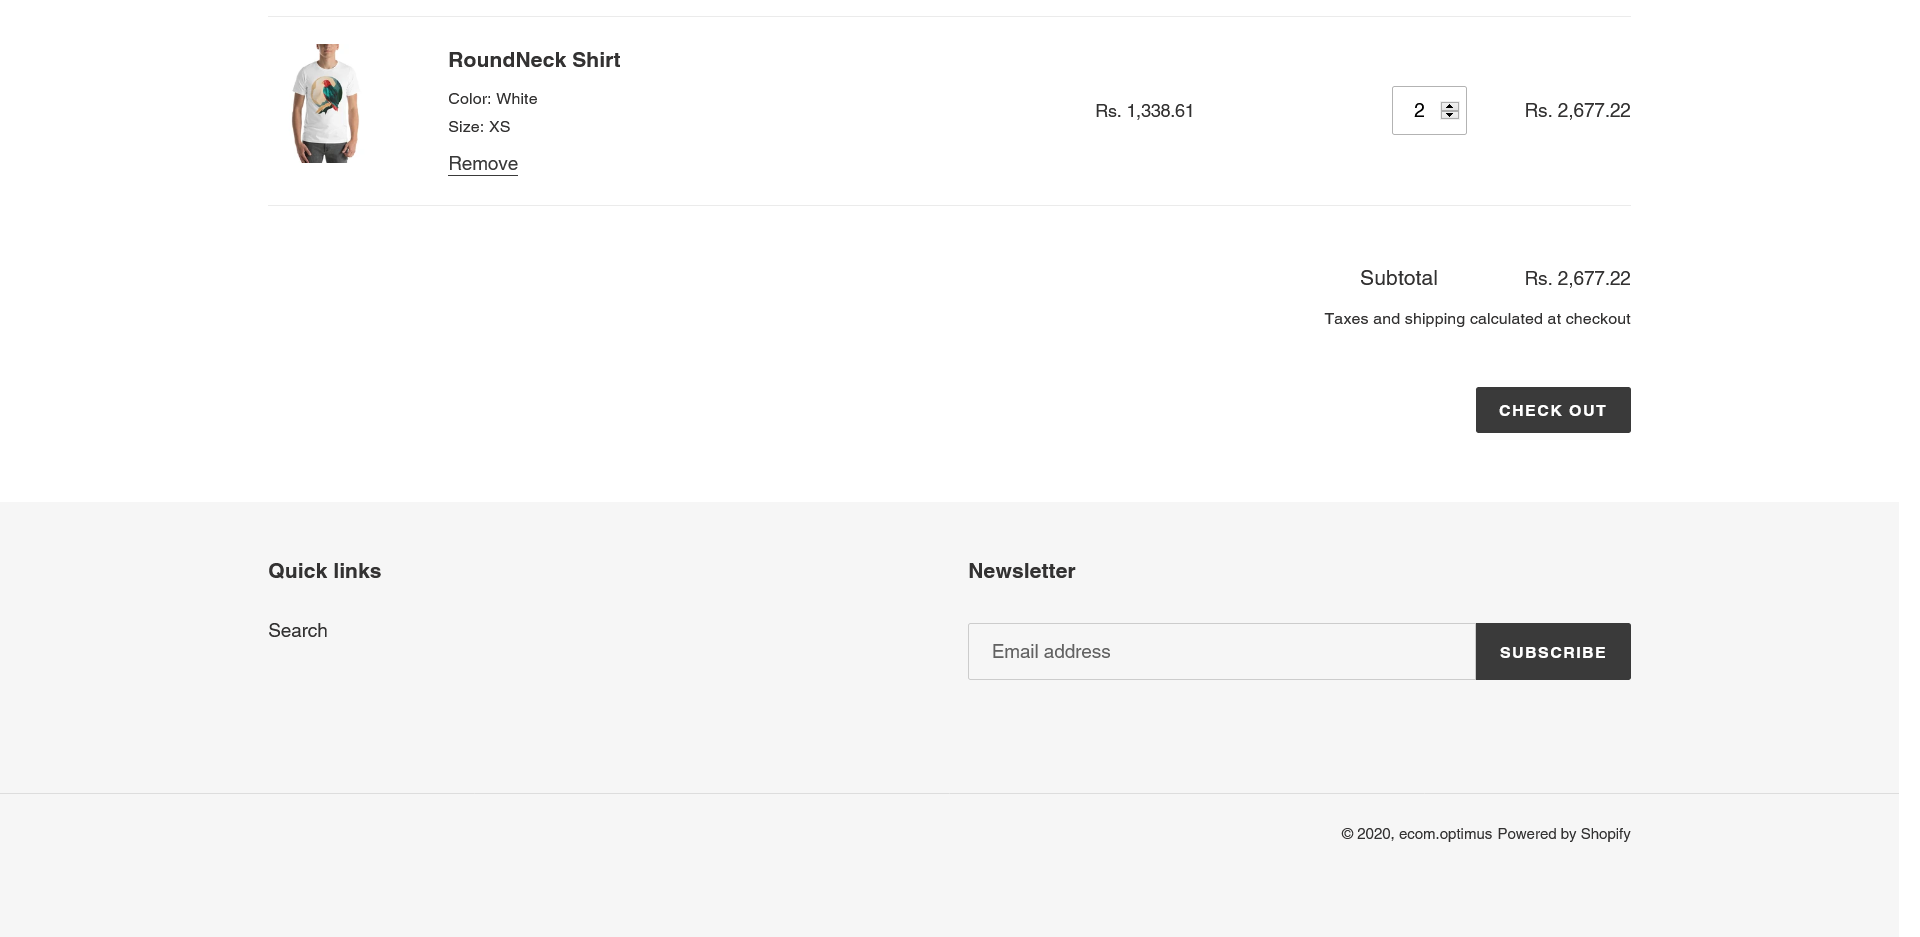 RoundNeck Shirt
Color: White
Size: XS
Remove
Rs. 1,338.61
2
Rs. 2,677.22
Subtotal
Rs. 2,677.22
Taxes and shipping calculated at checkout
CHECK OUT
Quick links
Search
Newsletter
Email address
SUBSCRIBE
© 2020, ecom.optimus Powered by Shopify